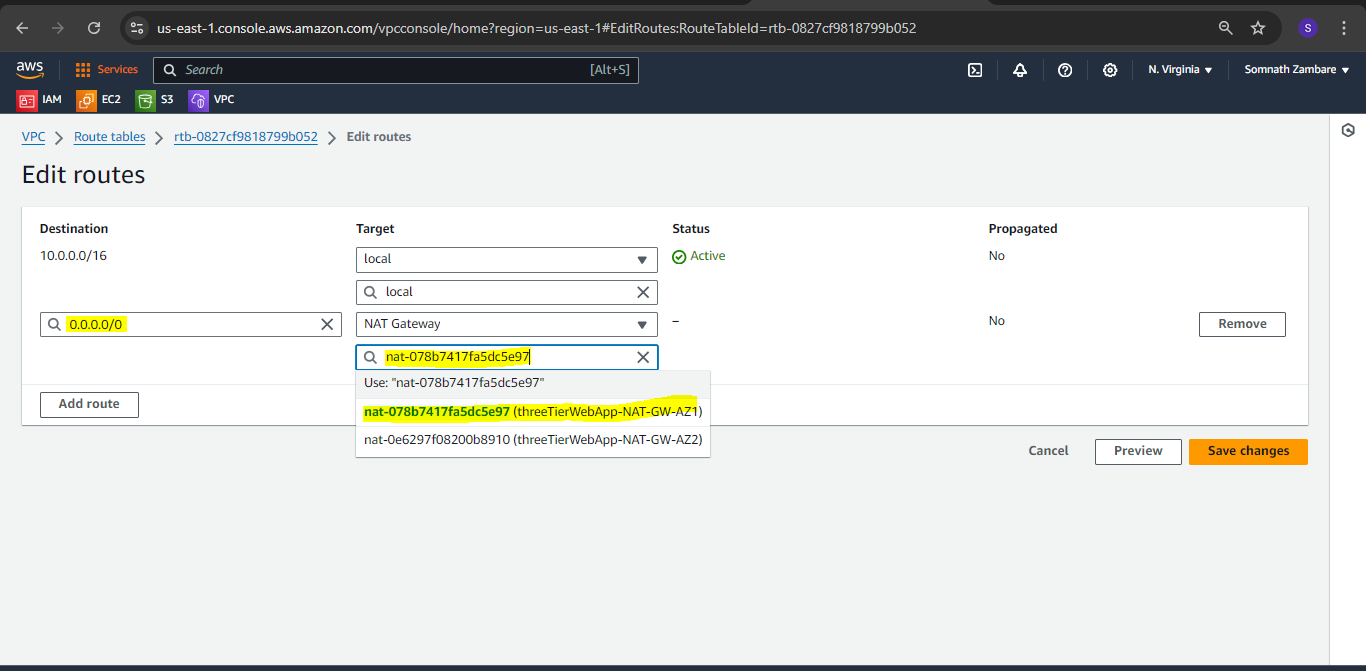 us-east-1.console.aws.amazon.com/vpcconsole/home?region=us-east-1#EditRoutes:RouteTableId=rtb-0827cf9818799b052
S
aws
Services
Search
[Alt+S]
N. Virginia
Somnath Zambare
IAM
EC2
S3
VPC
VPC
Route tables
rtb-0827cf9818799b052
Edit routes
Edit routes
Destination
Target
Status
Propagated
10.0.0.0/16
local
Active
No
local
0.0.0.0/0
NAT Gateway
–
No
Remove
nat-078b7417fa5dc5e97
Use: "nat-078b7417fa5dc5e97"
nat-078b7417fa5dc5e97 (threeTierWebApp-NAT-GW-AZ1)
nat-0e6297f08200b8910 (threeTierWebApp-NAT-GW-AZ2)
Add route
Cancel
Preview
Save changes